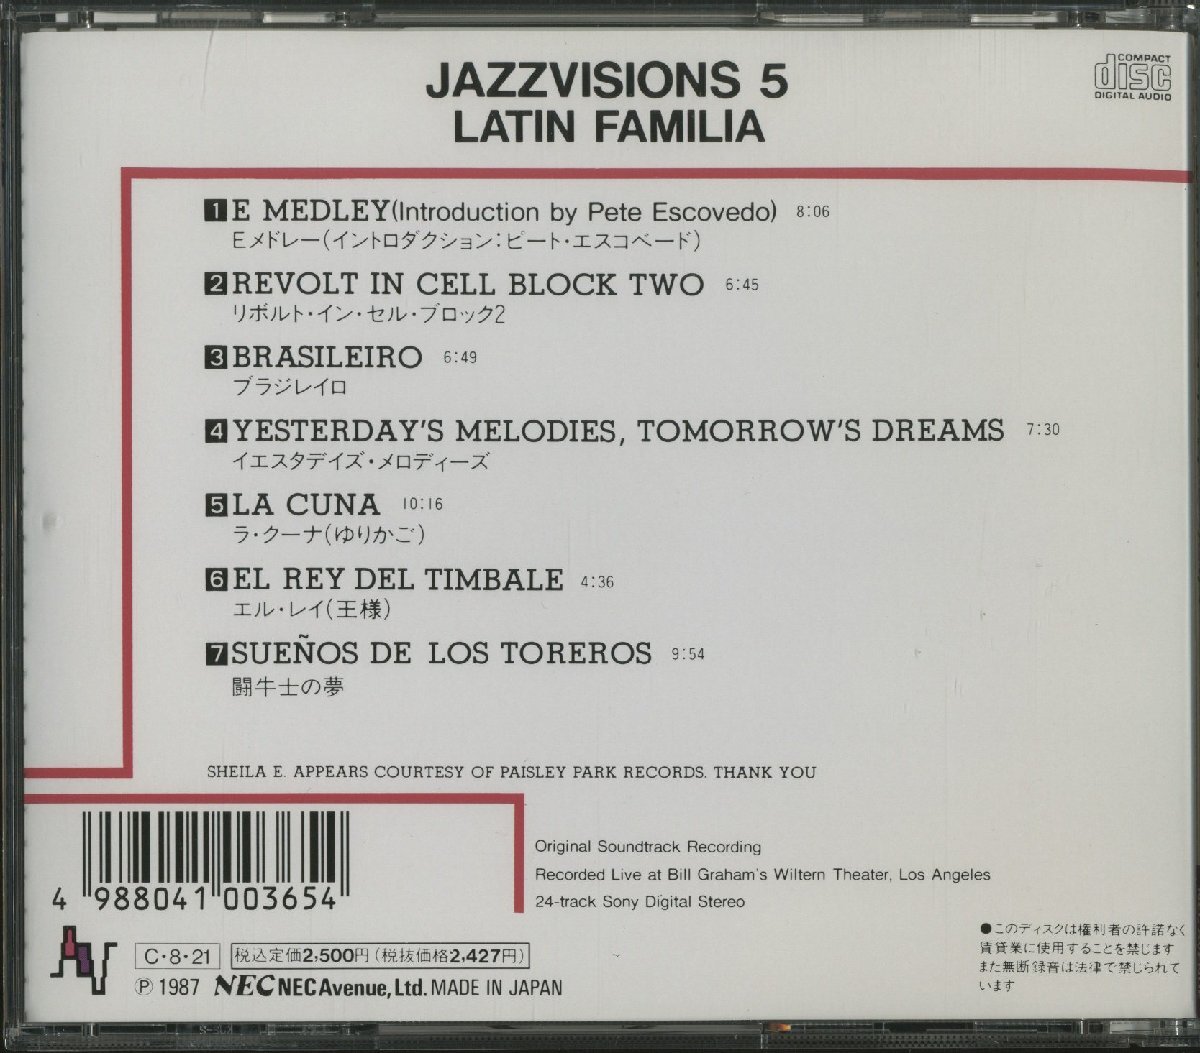 JAZZVISIONS 5
LATIN FAMILIA
COMPACT
disc
DIGITAL AUDIO
1 E MEDLEY(Introduction by Pete Escovedo) 8:06
Eメドレー(イントロダクション:ピート・エスコベード)
2 REVOLT IN CELL BLOCK TWO 6:45
リボルト・イン・セル・ブロック2
3 BRASILEIRO 6:49
ブラジレイロ
4 YESTERDAY'S MELODIES, TOMORROW'S DREAMS 7:30
イエスタデイズ・メロディーズ
5 LA CUNA 10:16
ラ・クーナ(ゆりかご)
6 EL REY DEL TIMBALE 4:36
エル・レイ(王様)
7 SUEÑOS DE LOS TOREROS 9:54
闘牛士の夢
SHEILA E. APPEARS COURTESY OF PAISLEY PARK RECORDS. THANK YOU
Original Soundtrack Recording
Recorded Live at Bill Graham's Wiltern Theater, Los Angeles
24-track Sony Digital Stereo
4 988041 003654
C・8・21 税込定価2,500円(税抜価格2,427円)
Ⓟ 1987 NEC NEC Avenue, Ltd. MADE IN JAPAN
●このディスクは権利者の許諾なく
賃貸業に使用することを禁じます
また無断録音は法律で禁じられて
います